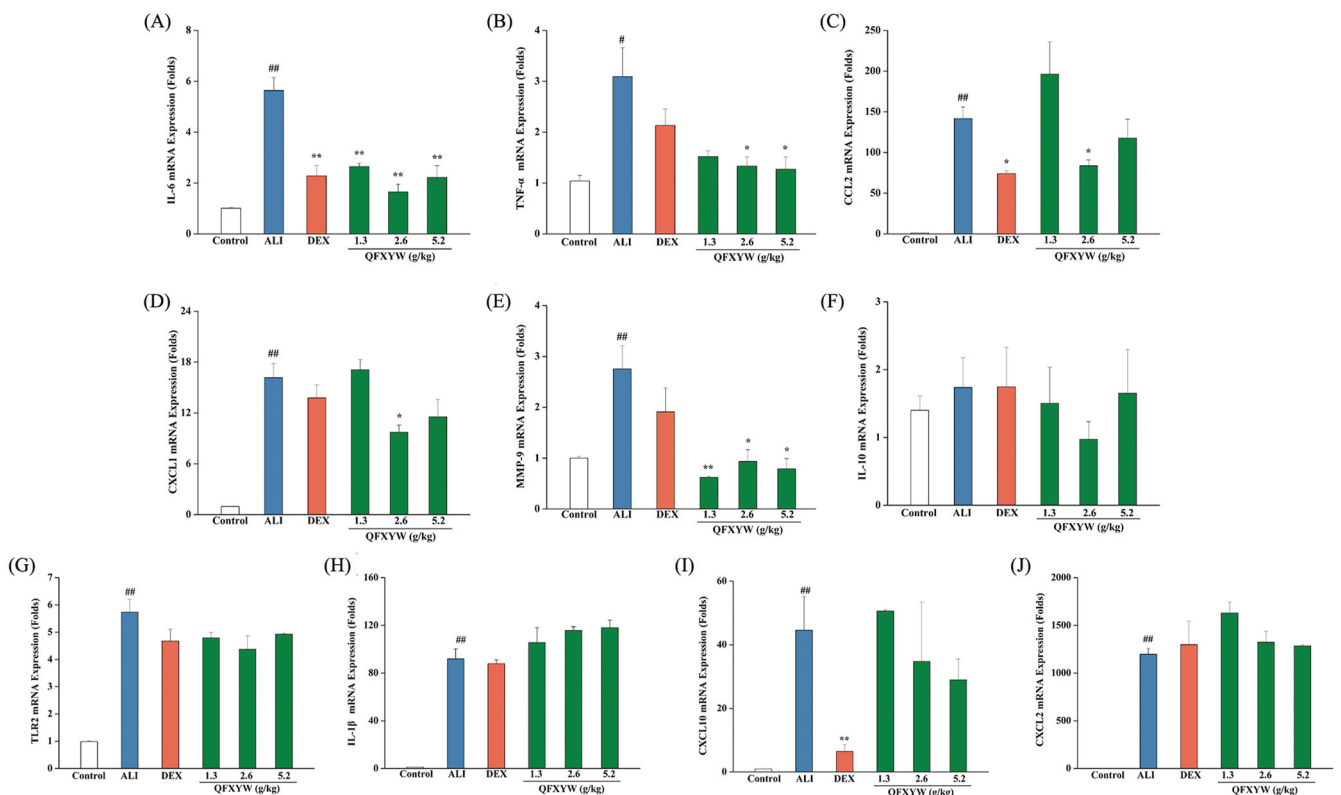 (A)
IL-6 mRNA Expression (Folds)
8
6
4
2
0
##
**
**
**
**
Control ALI DEX 1.3 2.6 5.2
QFXYW (g/kg)
(B)
TNF-α mRNA Expression (Folds)
4
3
2
1
0
#
*
*
Control ALI DEX 1.3 2.6 5.2
QFXYW (g/kg)
(C)
CCL2 mRNA Expression (Folds)
250
200
150
100
50
0
##
*
*
Control ALI DEX 1.3 2.6 5.2
QFXYW (g/kg)
(D)
CXCL1 mRNA Expression (Folds)
24
18
12
6
0
##
*
Control ALI DEX 1.3 2.6 5.2
QFXYW (g/kg)
(E)
MMP-9 mRNA Expression (Folds)
4
3
2
1
0
##
**
*
*
Control ALI DEX 1.3 2.6 5.2
QFXYW (g/kg)
(F)
IL-10 mRNA Expression (Folds)
3
2
1
0
Control ALI DEX 1.3 2.6 5.2
QFXYW (g/kg)
(G)
TLR2 mRNA Expression (Folds)
7
6
5
4
3
2
1
0
##
Control ALI DEX 1.3 2.6 5.2
QFXYW (g/kg)
(H)
IL-1β mRNA Expression (Folds)
160
120
80
40
0
##
Control ALI DEX 1.3 2.6 5.2
QFXYW (g/kg)
(I)
CXCL10 mRNA Expression (Folds)
60
40
20
0
##
**
Control ALI DEX 1.3 2.6 5.2
QFXYW (g/kg)
(J)
CXCL2 mRNA Expression (Folds)
2000
1500
1000
500
0
##
Control ALI DEX 1.3 2.6 5.2
QFXYW (g/kg)